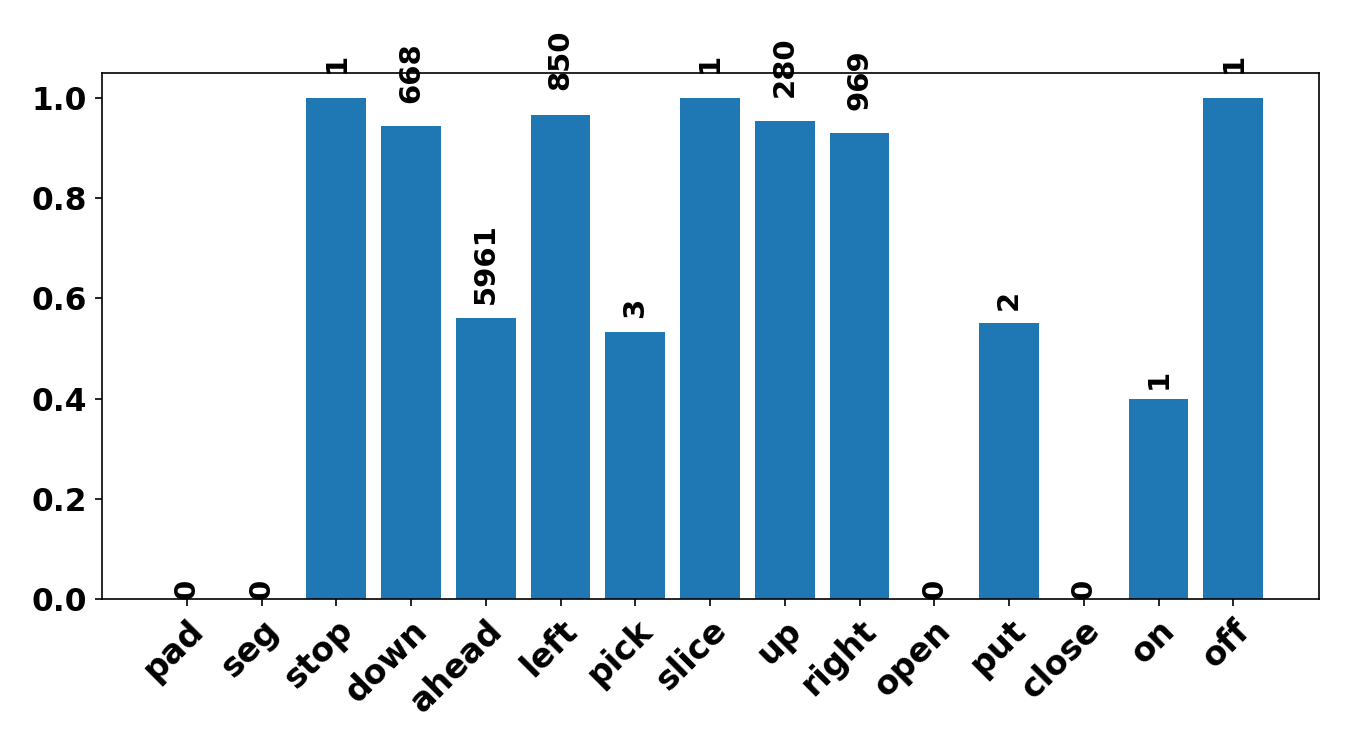 1
668
5961
850
3
1
280
969
2
1
1
0
0
0
0
1.0
0.8
0.6
0.4
0.2
0.0
pad
seg
stop
down
ahead
left
pick
slice
up
right
open
put
close
on
off